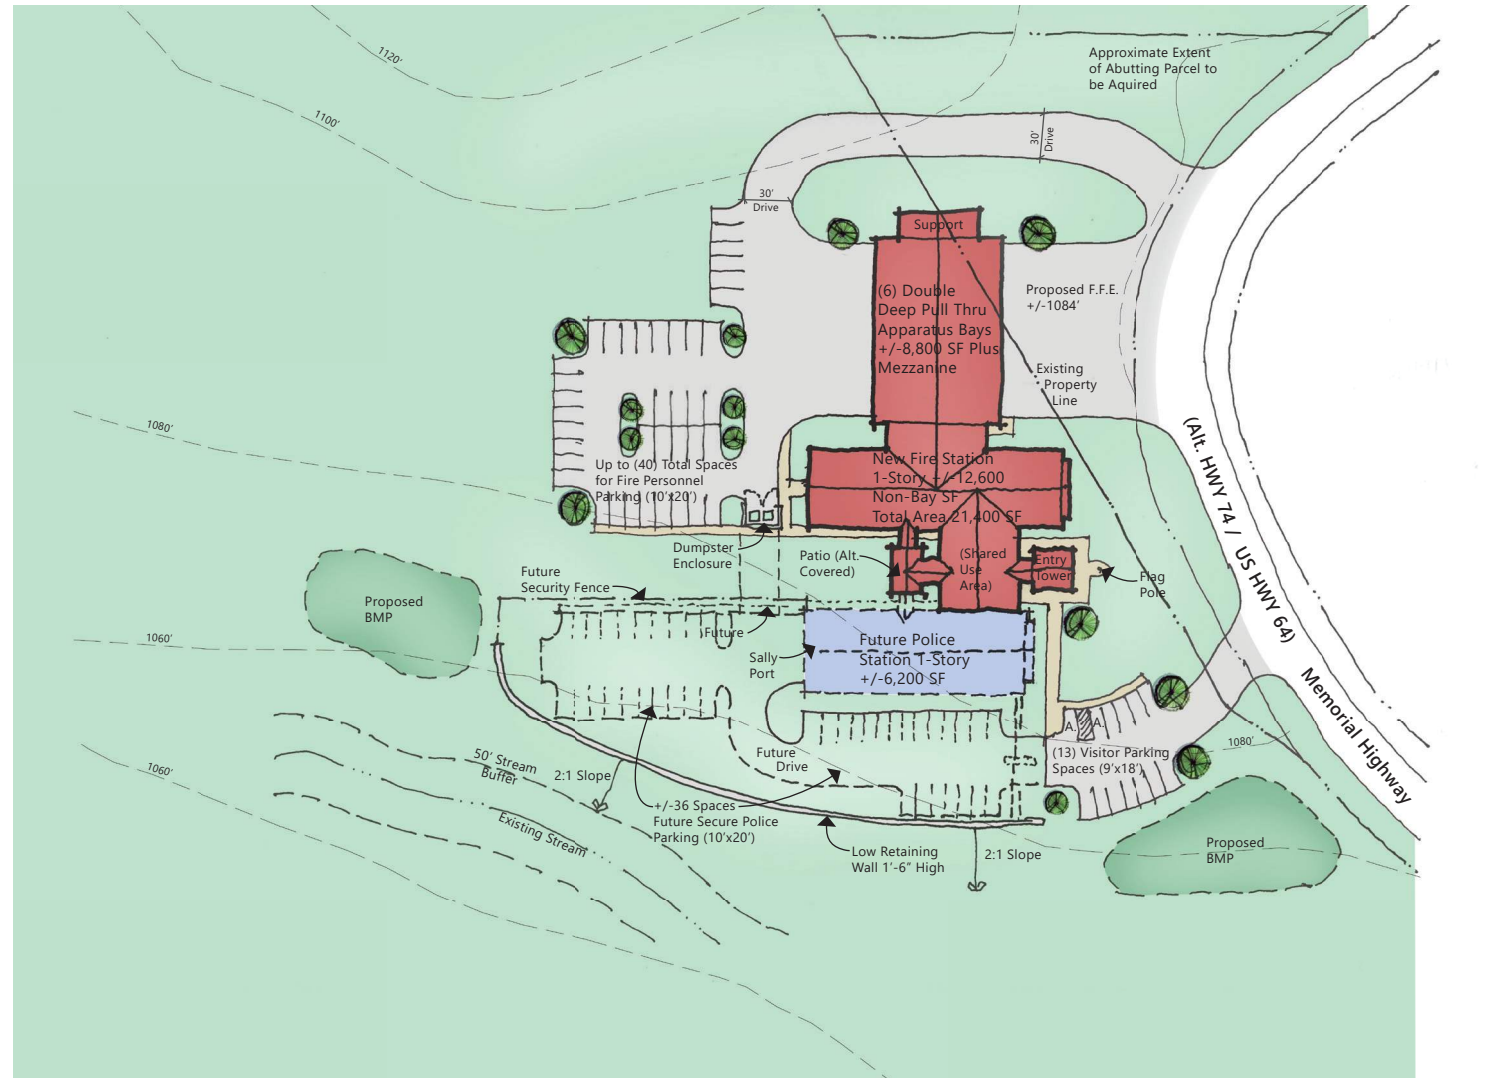 1120'
Approximate Extent
of Abutting Parcel to
be Aquired
1100'
30'
Drive
30'
Drive
Support
(6) Double
Deep Pull Thru
Apparatus Bays
+/-8,800 SF Plus
Mezzanine
Proposed F.F.E.
+/-1084'
Existing
Property
Line
1080'
Up to (40) Total Spaces
for Fire Personnel
Parking (10'x20')
New Fire Station
1-Story +/-12,600
Non-Bay SF
Total Area 21,400 SF
(Alt. HWY 74 / US HWY 64) Memorial Highway
Dumpster
Enclosure
Patio (Alt.
Covered)
(Shared
Use
Area)
Entry
Tower
Flag
Pole
Future
Security Fence
Proposed
BMP
1060'
Future
Sally
Port
Future Police
Station 1-Story
+/-6,200 SF
A.
A.
1080'
(13) Visitor Parking
Spaces (9'x18')
Future
Drive
50' Stream
Buffer
2:1 Slope
1060'
+/-36 Spaces
Future Secure Police
Parking (10'x20')
Existing Stream
Low Retaining
Wall 1'-6" High
2:1 Slope
Proposed
BMP